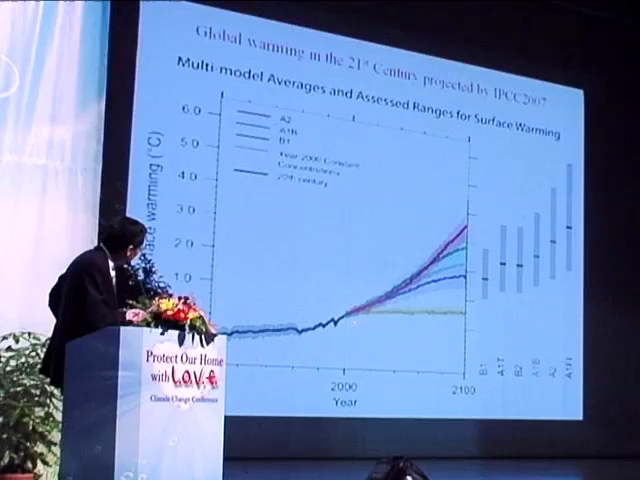 Global warming in the 21st Century projected by IPCC2007
Multi-model Averages and Assessed Ranges for Surface Warming
6.0
5.0
4.0
3.0
2.0
1.0
face warming (°C)
A2
A1B
B1
Year 2000 Constant
Concentrations
20th century
2000
2100
Year
B1
A1T
B2
A1B
A2
A1FI
Protect Our Home
with Love
Climate Change Conference